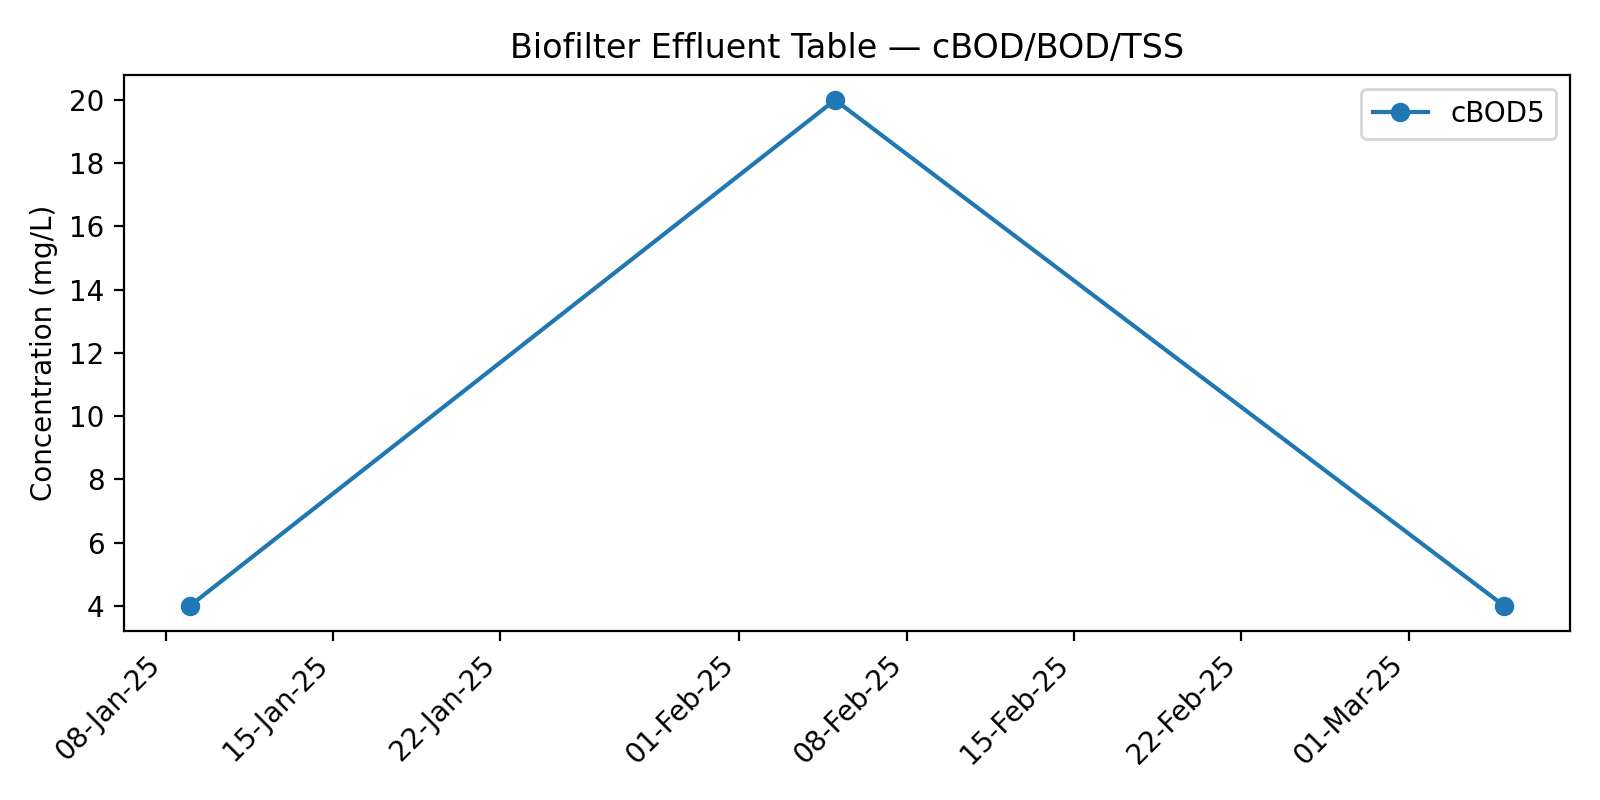 Biofilter Effluent Table — cBOD/BOD/TSS
cBOD5
Concentration (mg/L)
20
18
16
14
12
10
8
6
4
08-Jan-25
15-Jan-25
22-Jan-25
01-Feb-25
08-Feb-25
15-Feb-25
22-Feb-25
01-Mar-25